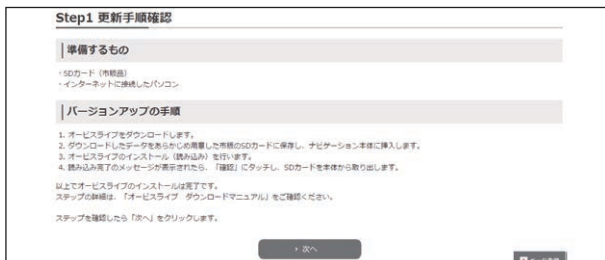 Step1 更新手順確認
準備するもの
・SDカード（市販品）
・インターネットに接続したパソコン
バージョンアップの手順
1. オービスライブをダウンロードします。
2. ダウンロードしたデータをあらかじめ用意した市販のSDカードに保存し、ナビゲーション本体に挿入します。
3. オービスライブのインストール（読み込み）を行います。
4. 読み込み完了のメッセージが表示されたら、「確認」にタッチし、SDカードを本体から取り出します。
以上でオービスライブのインストールは完了です。
ステップの詳細は、「オービスライブ　ダウンロードマニュアル」をご確認ください。
ステップを確認したら「次へ」をクリックします。
› 次へ